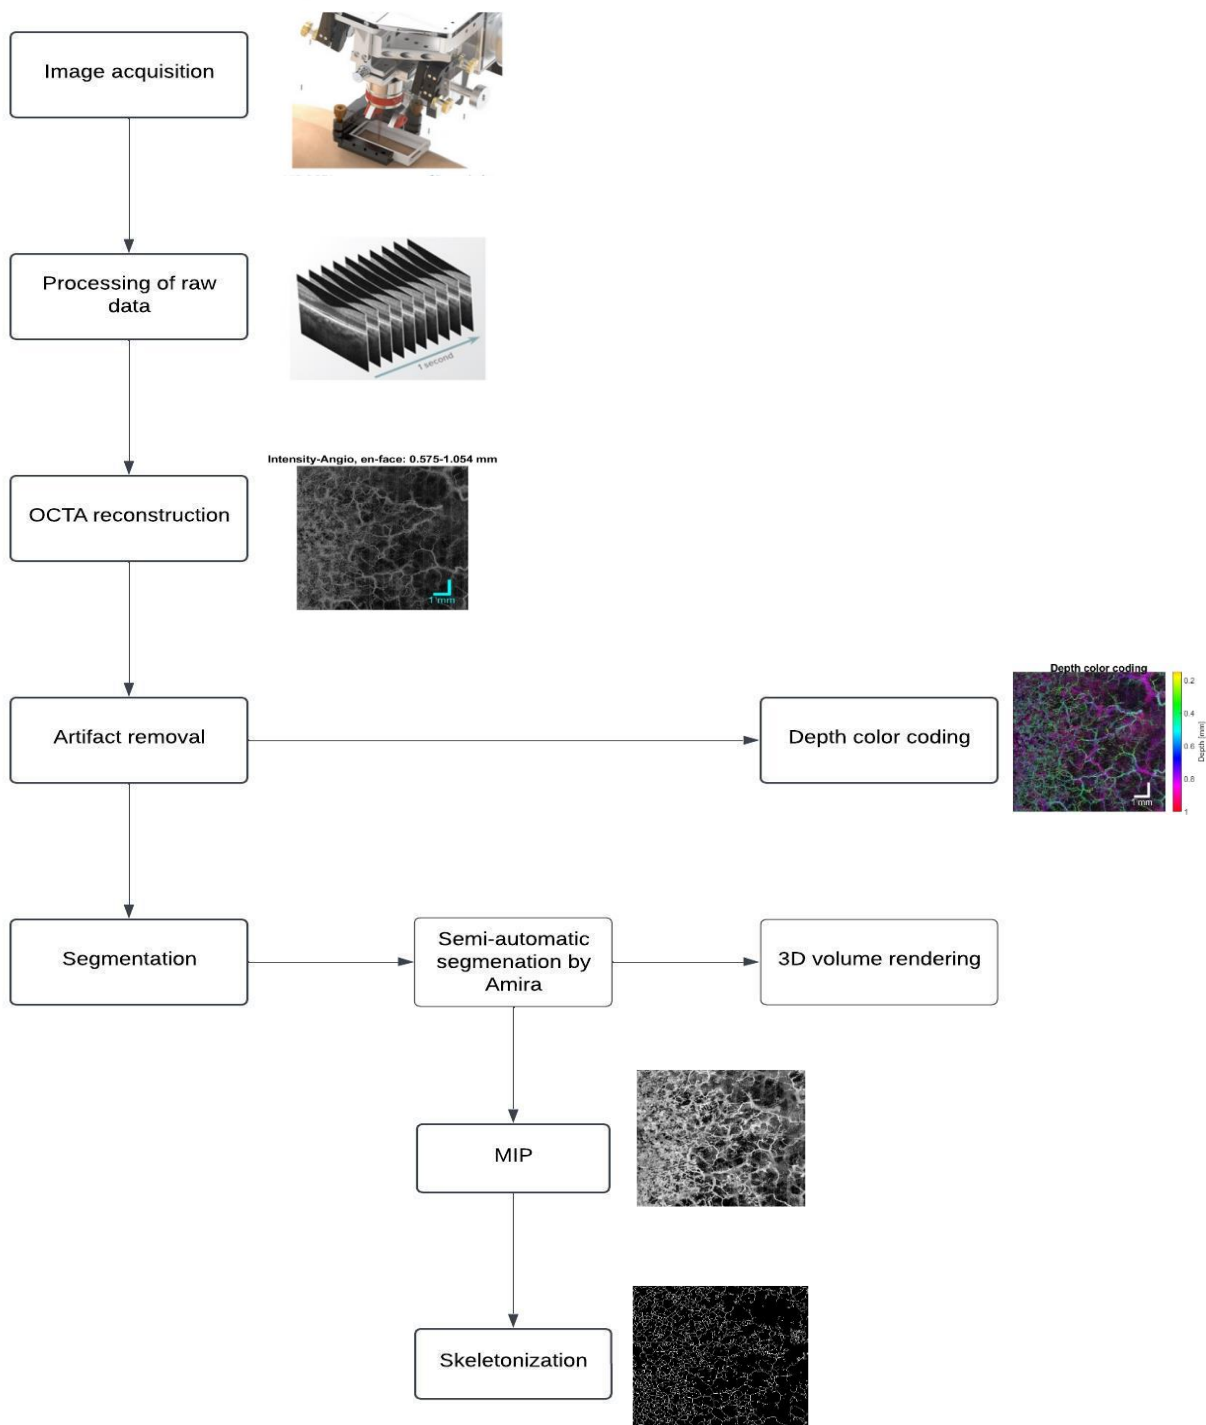 Image acquisition
Processing of raw
data
1 second
Intensity-Angio, en-face: 0.575-1.054 mm
OCTA reconstruction
1 mm
Depth color coding
0.2
0.4
0.6
0.8
1
Depth [mm]
1 mm
Artifact removal
Depth color coding
Segmentation
Semi-automatic
segmenation by
Amira
3D volume rendering
MIP
Skeletonization